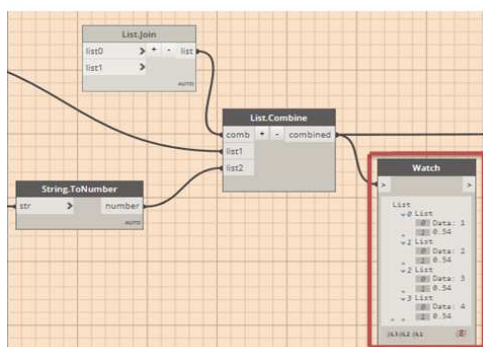 List.Join
list0 > + - list
list1 >
AUTO
List.Combine
comb + - combined
list1
list2
String.ToNumber
str > number
AUTO
Watch
> >
List
0 List
0 Data: 1
1 0.54
1 List
0 Data: 2
1 0.54
2 List
0 Data: 3
1 0.54
3 List
0 Data: 4
1 0.54